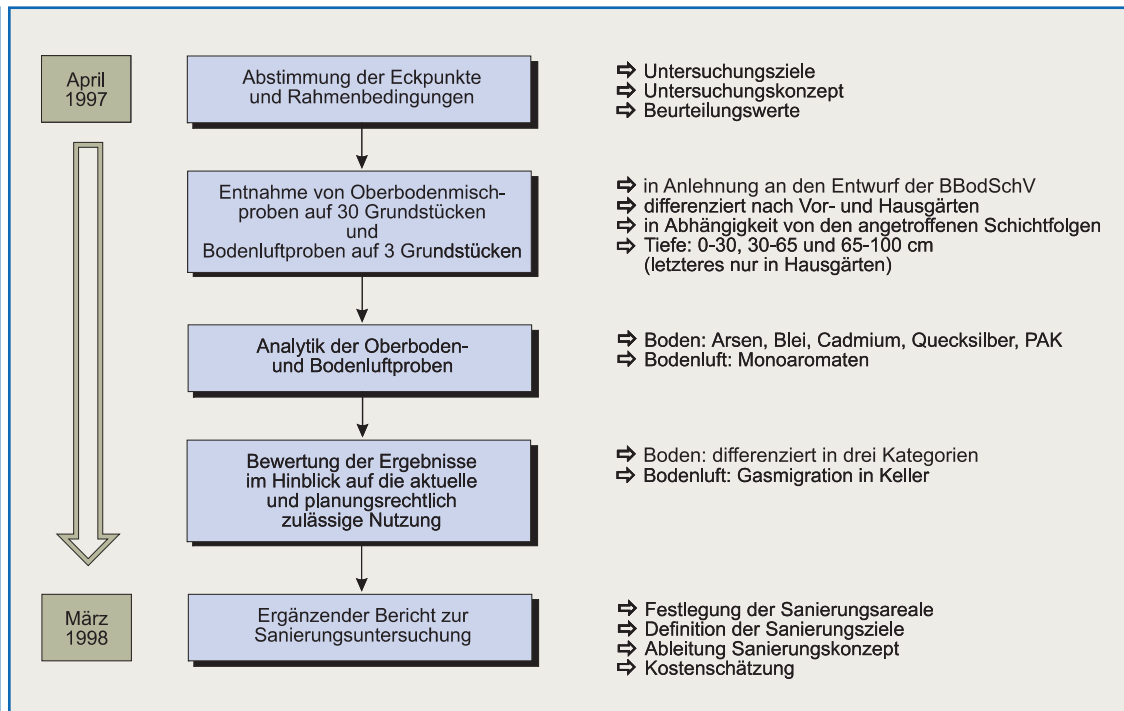 April
1997
Abstimmung der Eckpunkte
und Rahmenbedingungen
⇨ Untersuchungsziele
⇨ Untersuchungskonzept
⇨ Beurteilungswerte
Entnahme von Oberbodenmisch-
proben auf 30 Grundstücken
und
Bodenluftproben auf 3 Grundstücken
⇨ in Anlehnung an den Entwurf der BBodSchV
⇨ differenziert nach Vor- und Hausgärten
⇨ in Abhängigkeit von den angetroffenen Schichtfolgen
⇨ Tiefe: 0-30, 30-65 und 65-100 cm
(letzteres nur in Hausgärten)
Analytik der Oberboden-
und Bodenluftproben
⇨ Boden: Arsen, Blei, Cadmium, Quecksilber, PAK
⇨ Bodenluft: Monoaromaten
Bewertung der Ergebnisse
im Hinblick auf die aktuelle
und planungsrechtlich
zulässige Nutzung
⇨ Boden: differenziert in drei Kategorien
⇨ Bodenluft: Gasmigration in Keller
März
1998
Ergänzender Bericht zur
Sanierungsuntersuchung
⇨ Festlegung der Sanierungsareale
⇨ Definition der Sanierungsziele
⇨ Ableitung Sanierungskonzept
⇨ Kostenschätzung